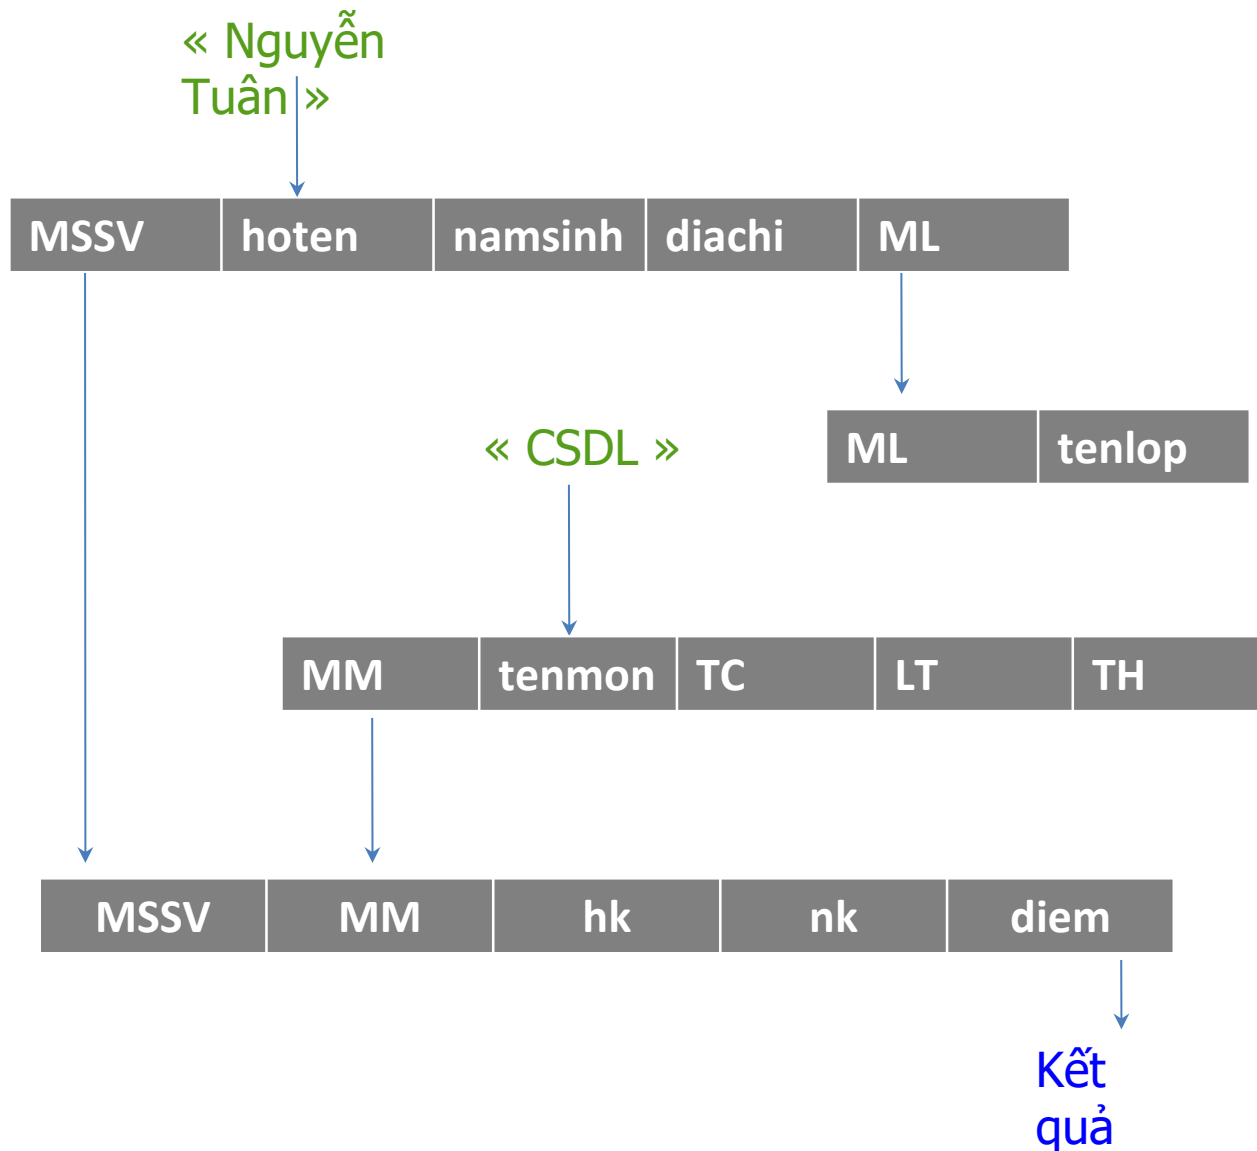 « Nguyễn
Tuân »
MSSV hoten namsinh diachi ML
« CSDL »
ML tenlop
MM tenmon TC LT TH
MSSV MM hk nk diem
Kết
quả